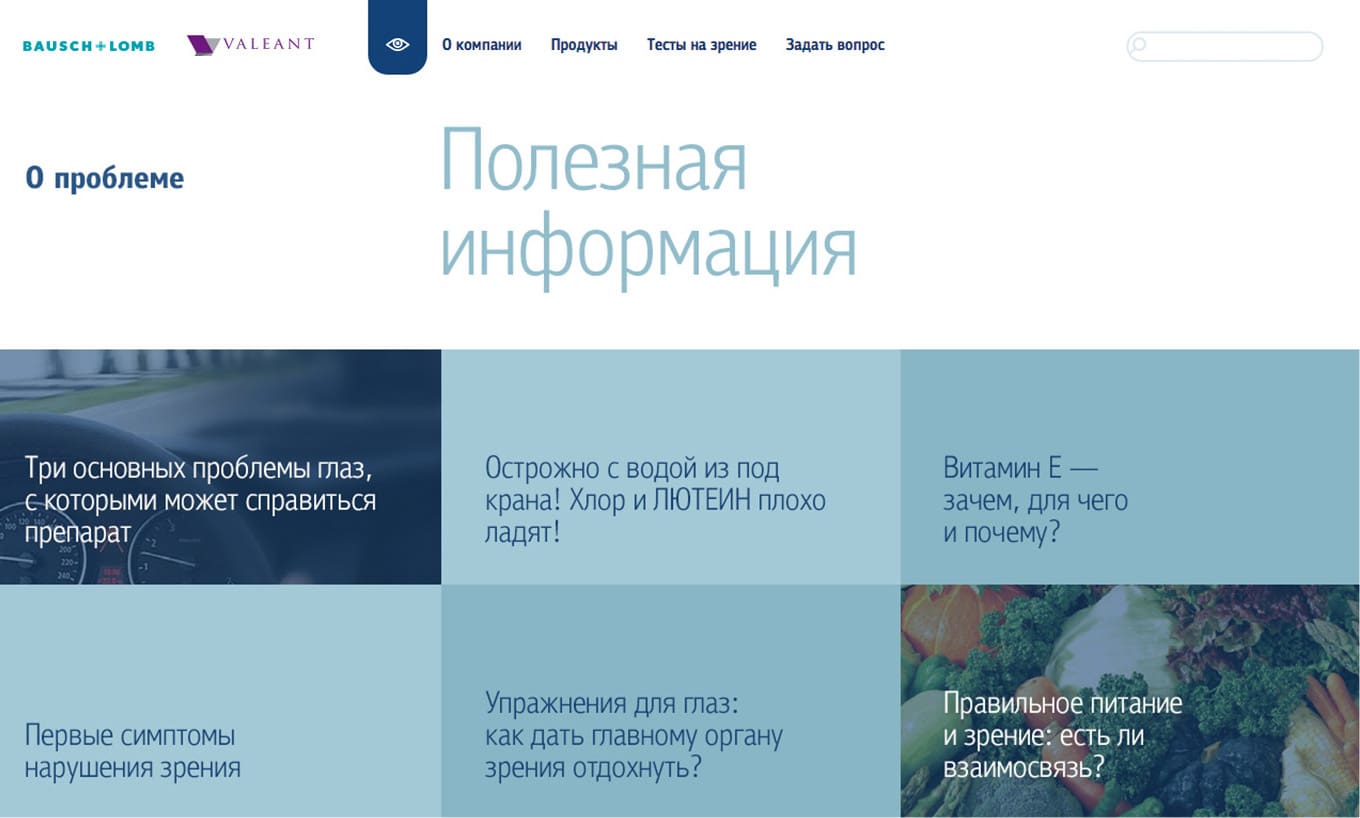 BAUSCH+LOMB
VALEANT
О компании
Продукты
Тесты на зрение
Задать вопрос
О проблеме
Полезная
информация
Три основных проблемы глаз,
с которыми может справиться
препарат
Острожно с водой из под
крана! Хлор и ЛЮТЕИН плохо
ладят!
Витамин Е —
зачем, для чего
и почему?
Первые симптомы
нарушения зрения
Упражнения для глаз:
как дать главному органу
зрения отдохнуть?
Правильное питание
и зрение: есть ли
взаимосвязь?